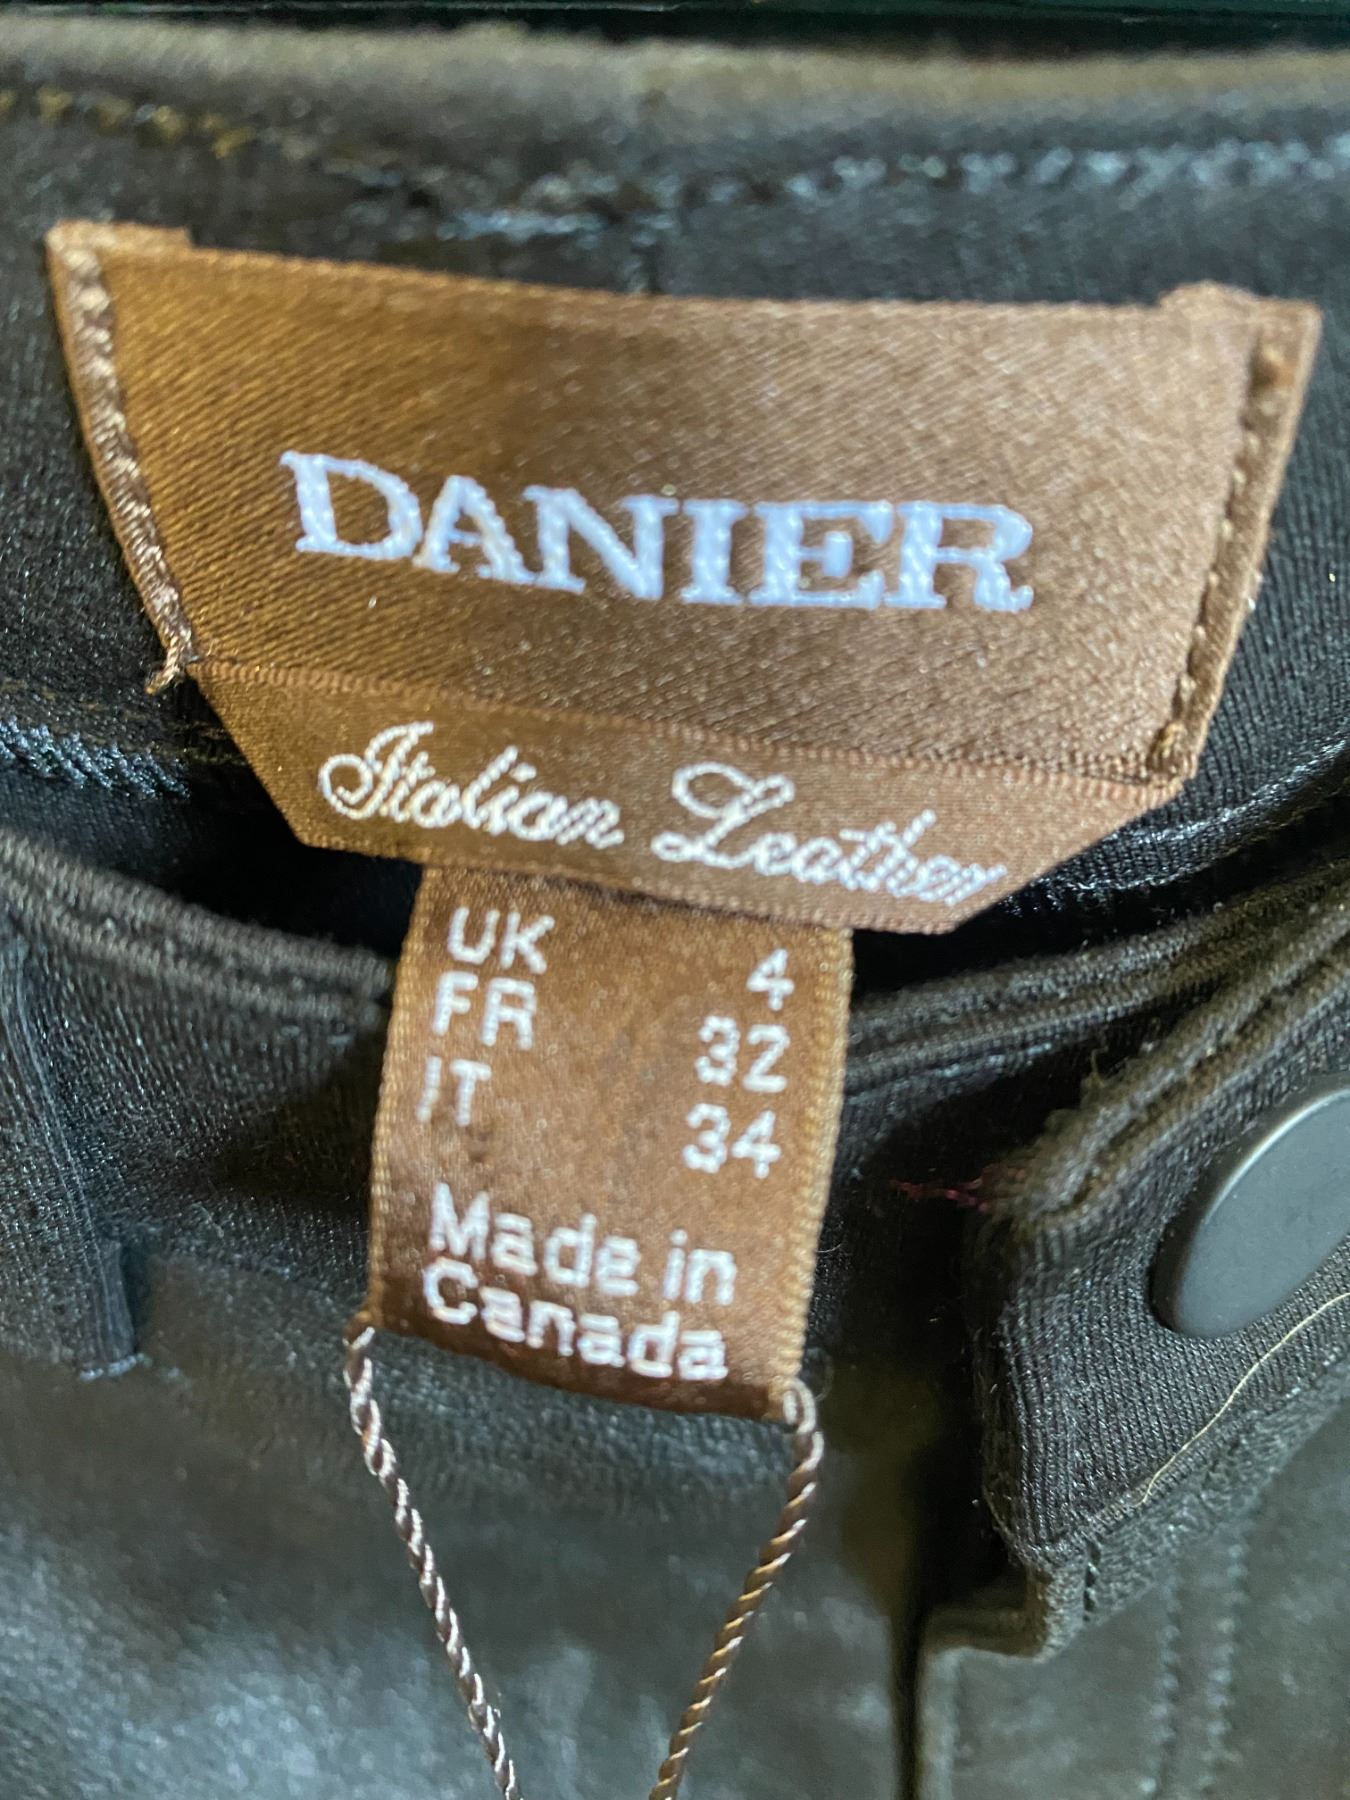 DANIER
Italian Leather
UK 4
FR 32
IT 34
Made in
Canada